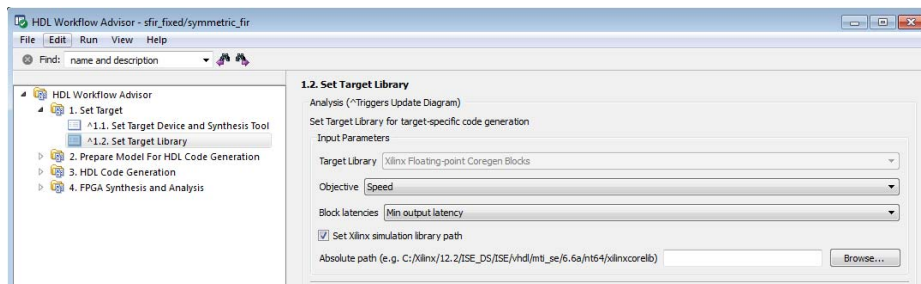 HDL Workflow Advisor - sfir_fixed/symmetric_fir
File Edit Run View Help
Find: name and description
HDL Workflow Advisor
1. Set Target
^1.1. Set Target Device and Synthesis Tool
^1.2. Set Target Library
2. Prepare Model For HDL Code Generation
3. HDL Code Generation
4. FPGA Synthesis and Analysis
1.2. Set Target Library
Analysis (^Triggers Update Diagram)
Set Target Library for target-specific code generation
Input Parameters
Target Library Xilinx Floating-point Coregen Blocks
Objective Speed
Block latencies Min output latency
Set Xilinx simulation library path
Absolute path (e.g. C:/Xilinx/12.2/ISE_DS/ISE/vhdl/mti_se/6.6a/nt64/xilinxcorelib) Browse...